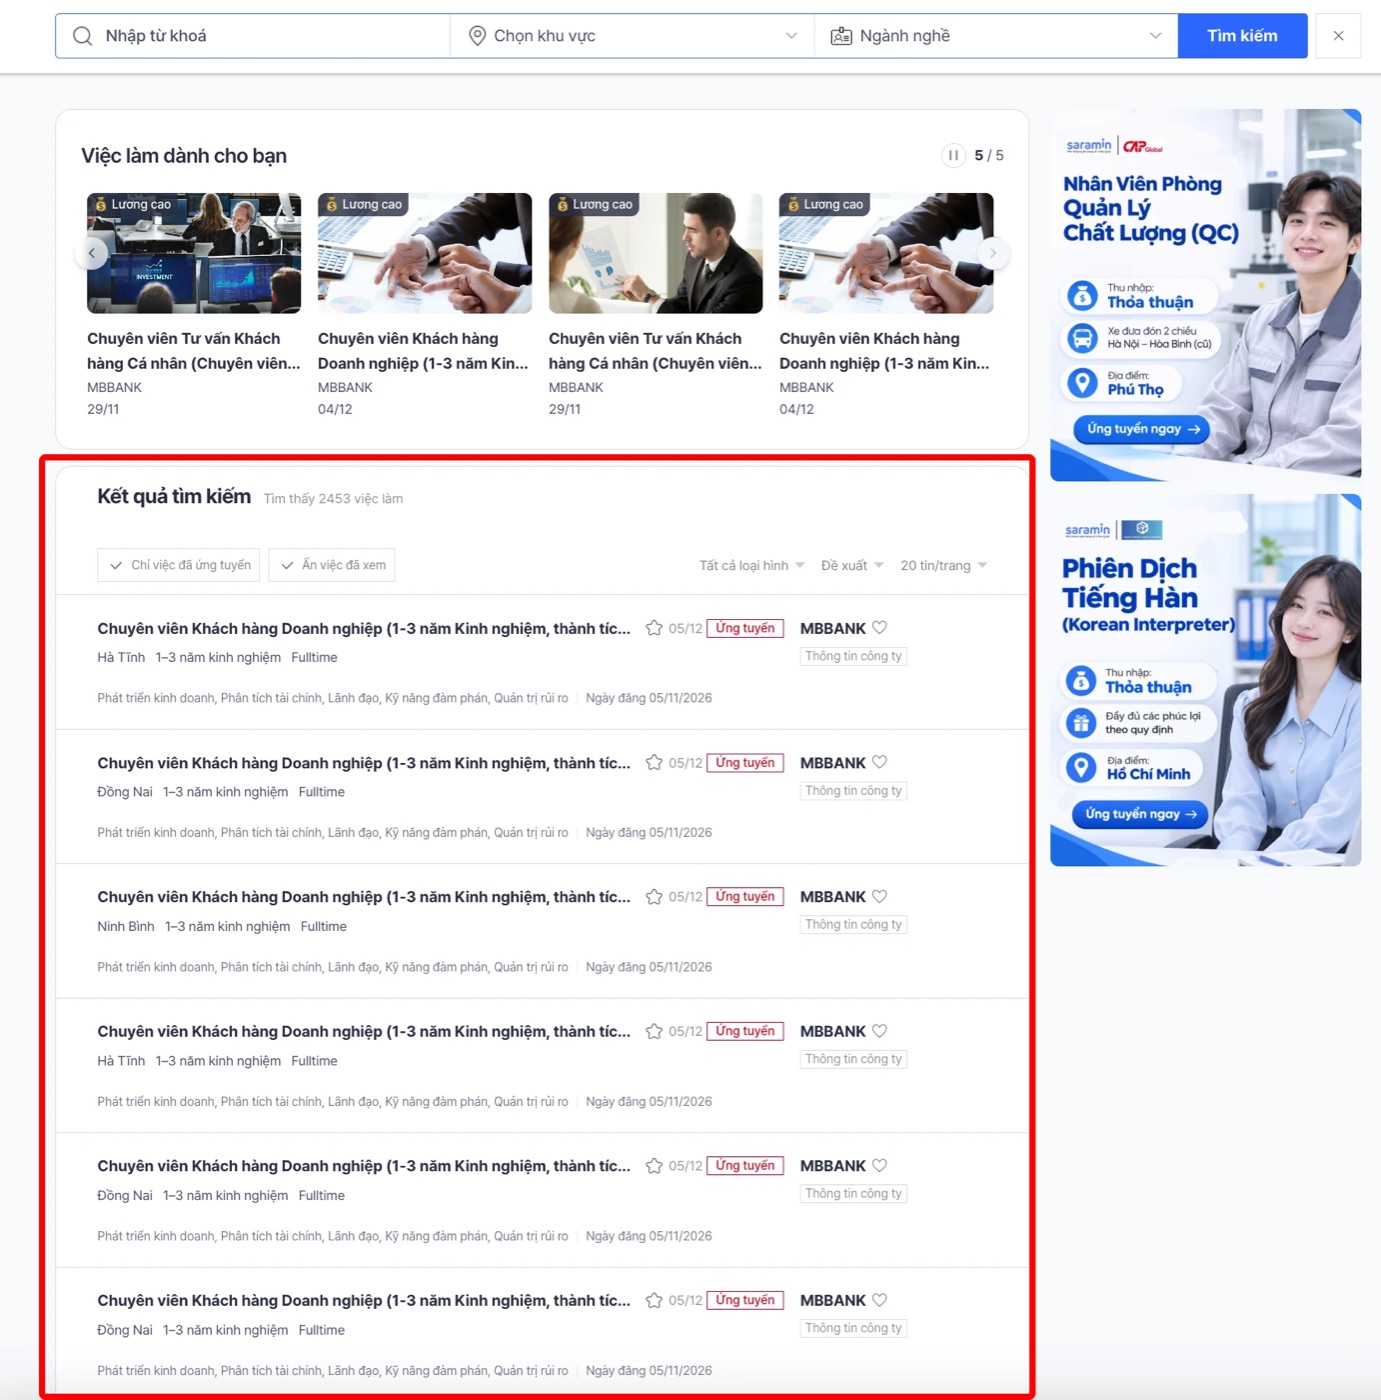 Nhập từ khoá
Chọn khu vực
Ngành nghề
Tìm kiếm
Việc làm dành cho bạn
5 / 5
Lương cao
INVESTMENT
Chuyên viên Tư vấn Khách
hàng Cá nhân (Chuyên viên...
MBBANK
29/11
Lương cao
Chuyên viên Khách hàng
Doanh nghiệp (1-3 năm Kin...
MBBANK
04/12
Lương cao
Chuyên viên Tư vấn Khách
hàng Cá nhân (Chuyên viên...
MBBANK
29/11
Lương cao
Chuyên viên Khách hàng
Doanh nghiệp (1-3 năm Kin...
MBBANK
04/12
Kết quả tìm kiếm Tìm thấy 2453 việc làm
Chỉ việc đã ứng tuyển
Ẩn việc đã xem
Tất cả loại hình
Đề xuất
20 tin/trang
Chuyên viên Khách hàng Doanh nghiệp (1-3 năm Kinh nghiệm, thành tíc... 05/12 Ứng tuyển MBBANK
Hà Tĩnh 1–3 năm kinh nghiệm Fulltime Thông tin công ty
Phát triển kinh doanh, Phân tích tài chính, Lãnh đạo, Kỹ năng đàm phán, Quản trị rủi ro Ngày đăng 05/11/2026
Chuyên viên Khách hàng Doanh nghiệp (1-3 năm Kinh nghiệm, thành tíc... 05/12 Ứng tuyển MBBANK
Đồng Nai 1–3 năm kinh nghiệm Fulltime Thông tin công ty
Phát triển kinh doanh, Phân tích tài chính, Lãnh đạo, Kỹ năng đàm phán, Quản trị rủi ro Ngày đăng 05/11/2026
Chuyên viên Khách hàng Doanh nghiệp (1-3 năm Kinh nghiệm, thành tíc... 05/12 Ứng tuyển MBBANK
Ninh Bình 1–3 năm kinh nghiệm Fulltime Thông tin công ty
Phát triển kinh doanh, Phân tích tài chính, Lãnh đạo, Kỹ năng đàm phán, Quản trị rủi ro Ngày đăng 05/11/2026
Chuyên viên Khách hàng Doanh nghiệp (1-3 năm Kinh nghiệm, thành tíc... 05/12 Ứng tuyển MBBANK
Hà Tĩnh 1–3 năm kinh nghiệm Fulltime Thông tin công ty
Phát triển kinh doanh, Phân tích tài chính, Lãnh đạo, Kỹ năng đàm phán, Quản trị rủi ro Ngày đăng 05/11/2026
Chuyên viên Khách hàng Doanh nghiệp (1-3 năm Kinh nghiệm, thành tíc... 05/12 Ứng tuyển MBBANK
Đồng Nai 1–3 năm kinh nghiệm Fulltime Thông tin công ty
Phát triển kinh doanh, Phân tích tài chính, Lãnh đạo, Kỹ năng đàm phán, Quản trị rủi ro Ngày đăng 05/11/2026
Chuyên viên Khách hàng Doanh nghiệp (1-3 năm Kinh nghiệm, thành tíc... 05/12 Ứng tuyển MBBANK
Đồng Nai 1–3 năm kinh nghiệm Fulltime Thông tin công ty
Phát triển kinh doanh, Phân tích tài chính, Lãnh đạo, Kỹ năng đàm phán, Quản trị rủi ro Ngày đăng 05/11/2026
saramin CAP Global
Nhân Viên Phòng
Quản Lý
Chất Lượng (QC)
Thu nhập:
Thỏa thuận
Xe đưa đón 2 chiều
Hà Nội – Hòa Bình (cũ)
Địa điểm:
Phú Thọ
Ứng tuyển ngay →
saramin
Phiên Dịch
Tiếng Hàn
(Korean Interpreter)
Thu nhập:
Thỏa thuận
Đầy đủ các phúc lợi
theo quy định
Địa điểm:
Hồ Chí Minh
Ứng tuyển ngay →